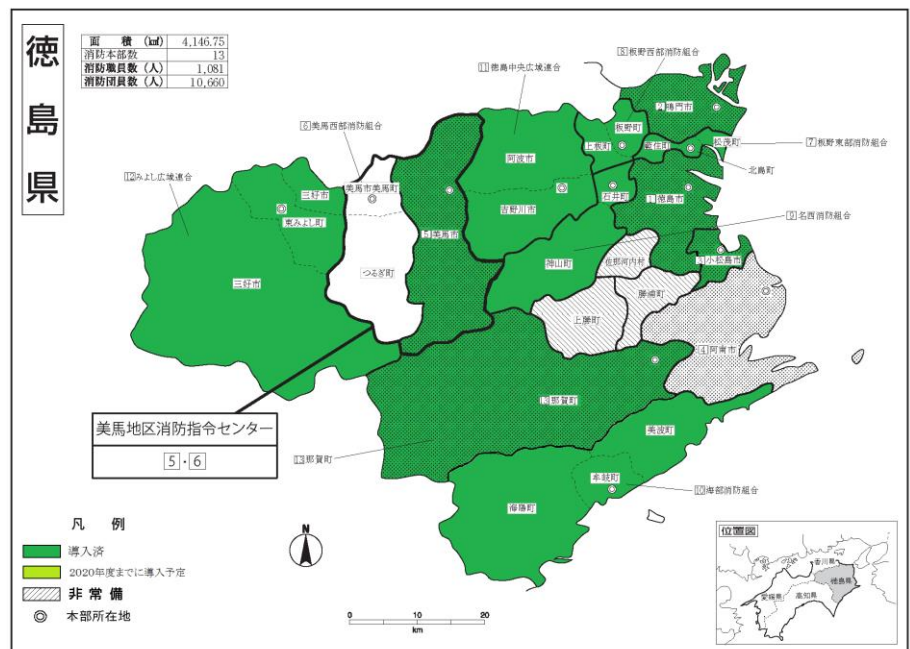 徳島県
面 積 (㎢) 4,146.75
消防本部数 13
消防職員数 (人) 1,081
消防団員数 (人) 10,660
8板野西部消防組合
11徳島中央広域連合
2鳴門市
6美馬西部消防組合
板野町
松茂町
7板野東部消防組合
上板町
藍住町
阿波市
北島町
12みよし広域連合
三好市
美馬市美馬町
石井町
1徳島市
吉野川市
東みよし町
9名西消防組合
5美馬市
佐那河内村
3小松島市
神山町
つるぎ町
三好市
勝浦町
上勝町
4阿南市
13那賀町
美馬地区消防指令センター
5・6
美波町
13那賀町
牟岐町
10海部消防組合
海陽町
凡 例
導入済
2020年度までに導入予定
非常備
本部所在地
N
0 10 20
km
位置図
香川県
徳島県
愛媛県
高知県